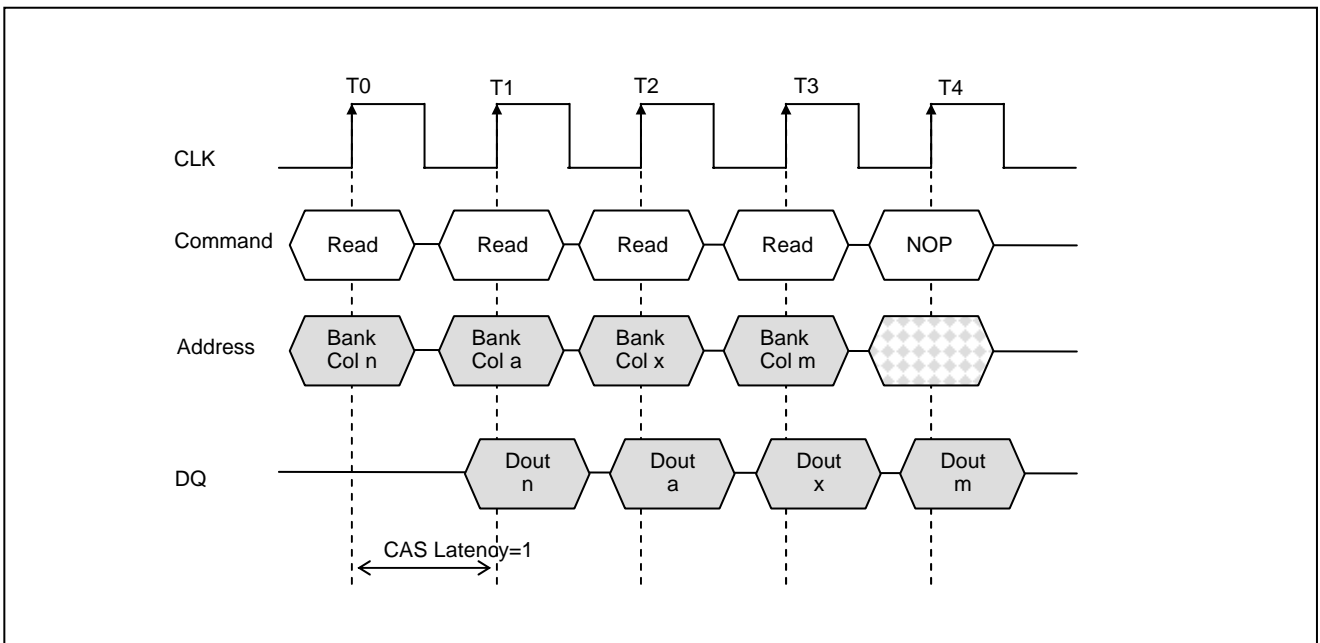 T0 T1 T2 T3 T4
CLK
Command Read Read Read Read NOP
Address
Bank Col n
Bank Col a
Bank Col x
Bank Col m
DQ
Dout n
Dout a
Dout x
Dout m
CAS Latency=1